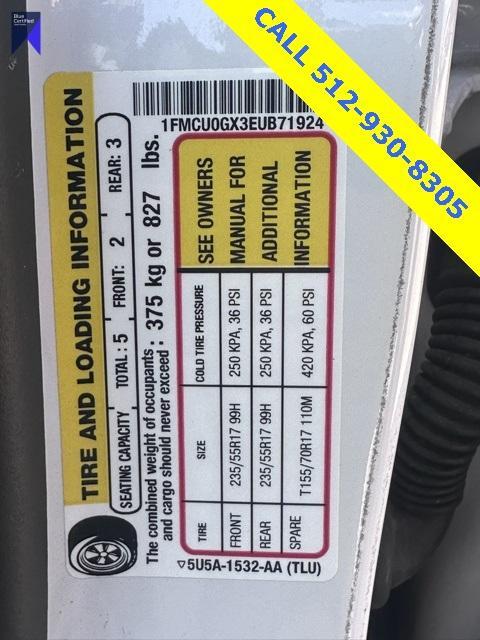 Blue
Certified
CALL 512-930-8305
1FMCU0GX3EUB71924
TIRE AND LOADING INFORMATION
SEATING CAPACITY TOTAL : 5 FRONT: 2 REAR: 3
The combined weight of occupants and cargo should never exceed : 375 kg or 827 lbs.
TIRE SIZE COLD TIRE PRESSURE SEE OWNERS
FRONT 235/55R17 99H 250 KPA, 36 PSI MANUAL FOR
REAR 235/55R17 99H 250 KPA, 36 PSI ADDITIONAL
SPARE T155/70R17 110M 420 KPA, 60 PSI INFORMATION
▽5U5A-1532-AA (TLU)